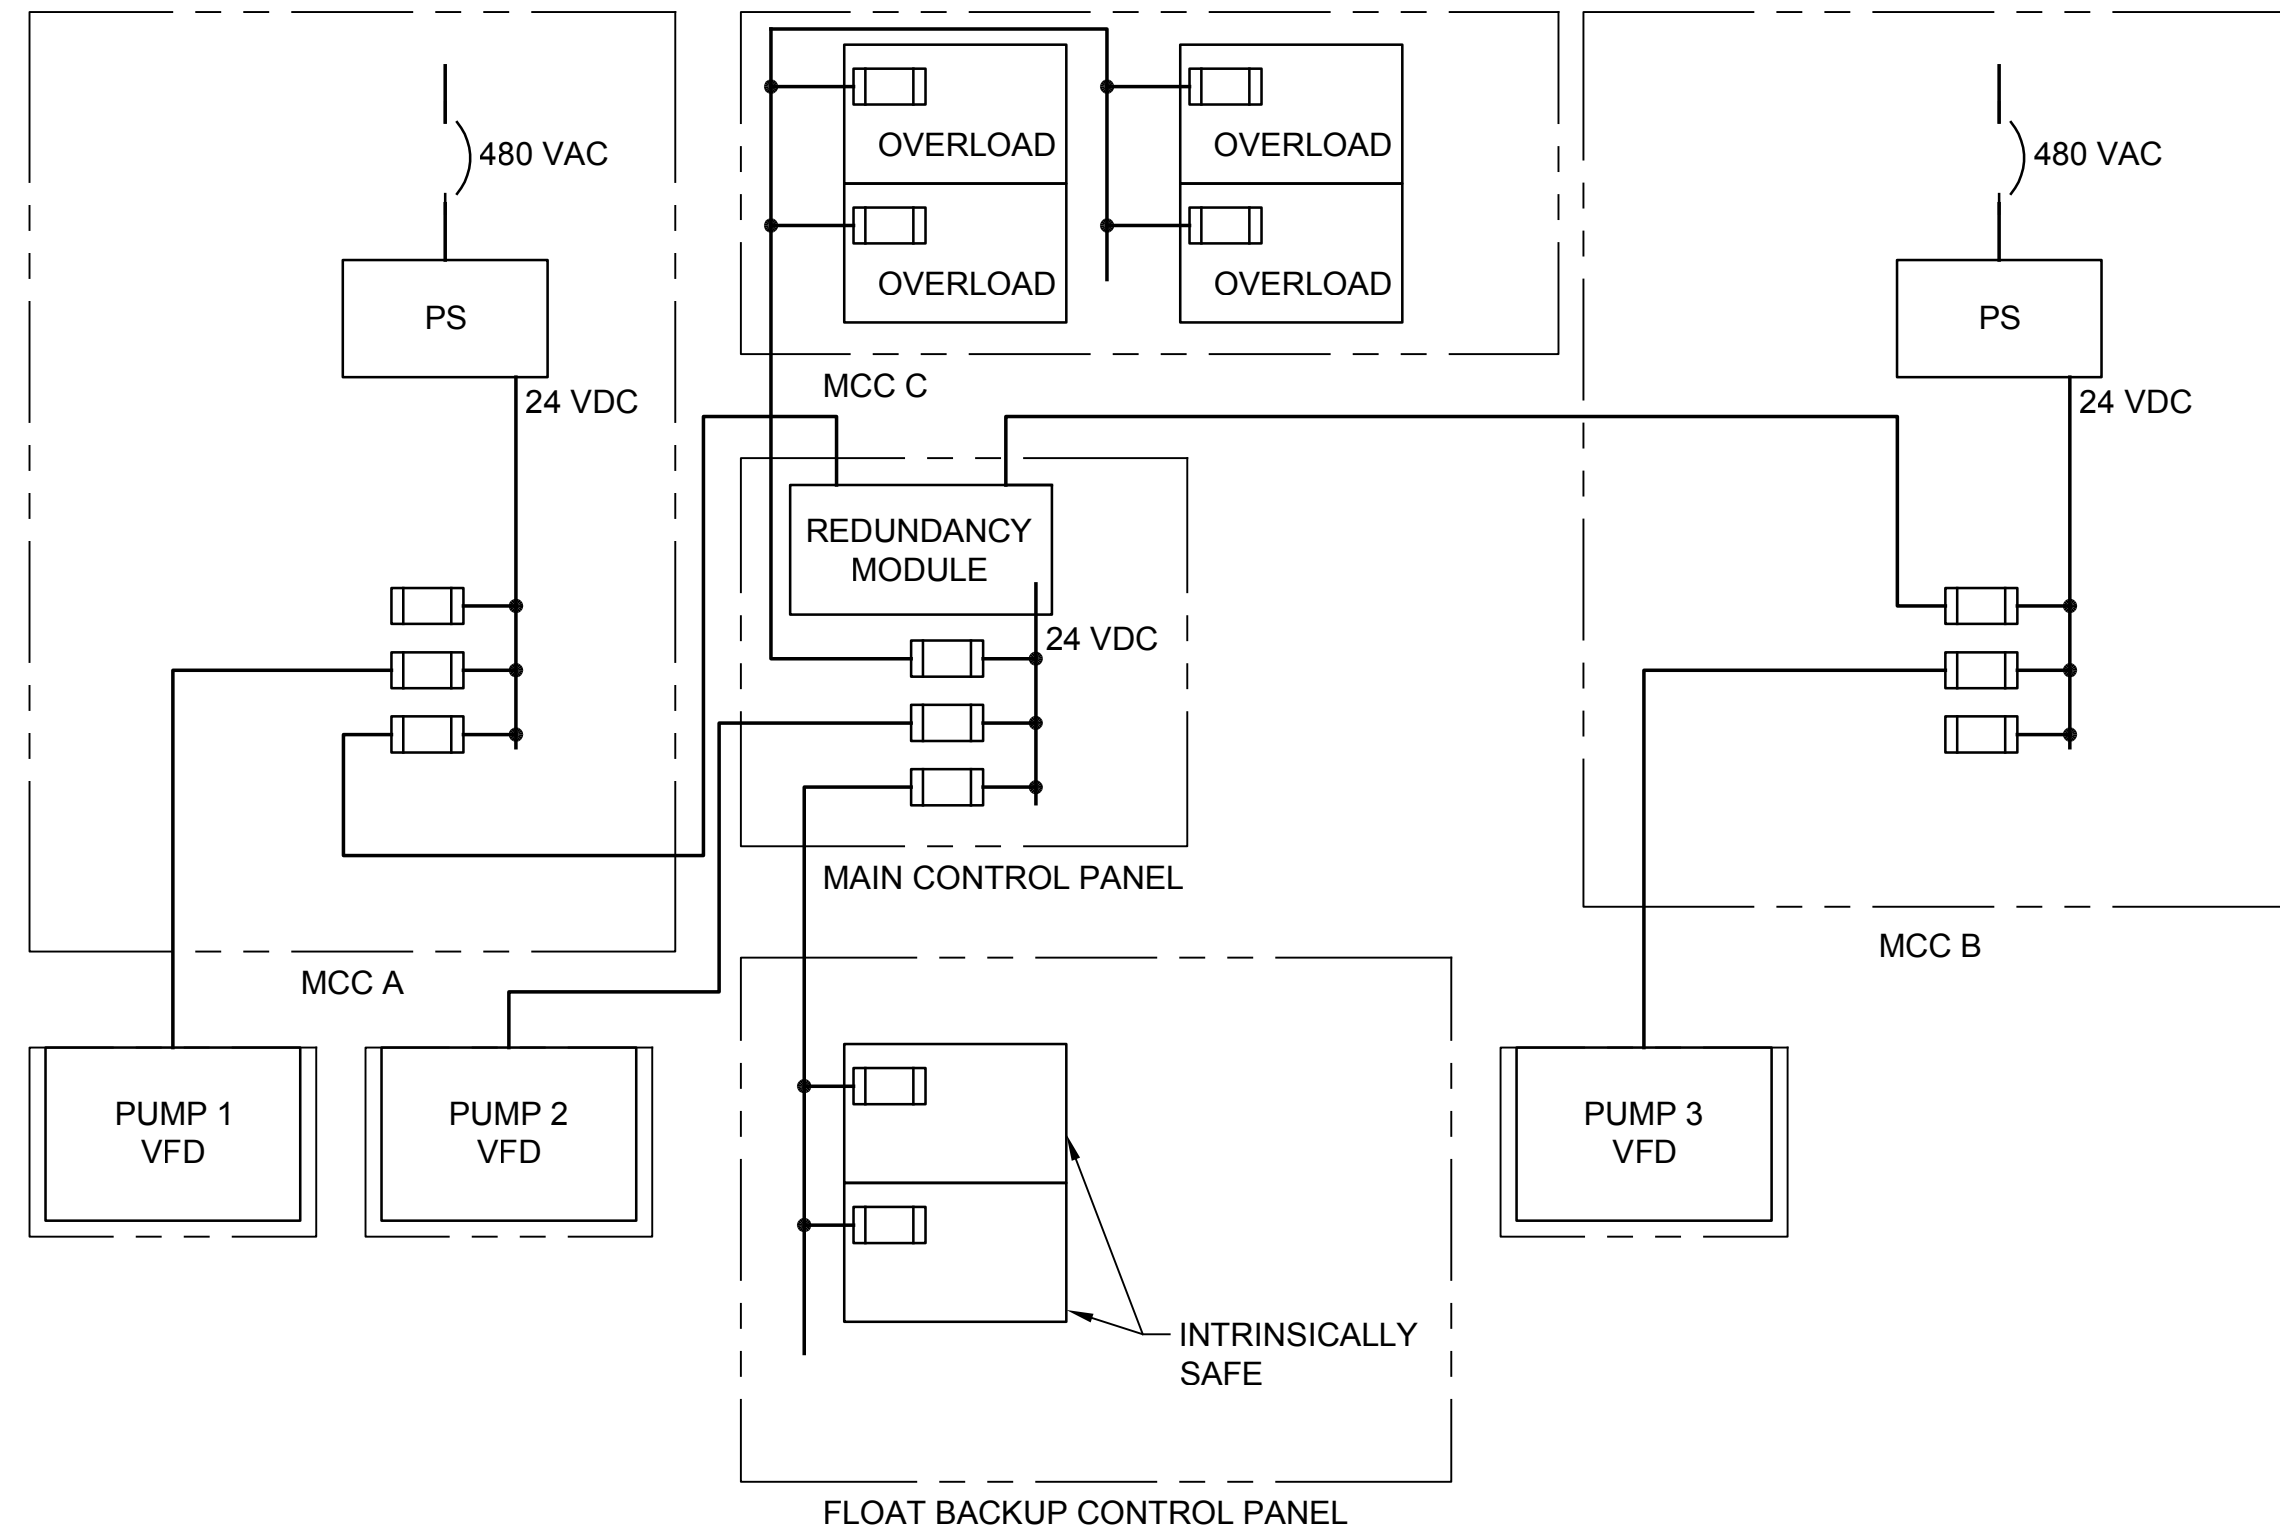 480 VAC
OVERLOAD
OVERLOAD
480 VAC
OVERLOAD
OVERLOAD
PS
PS
MCC C
24 VDC
24 VDC
REDUNDANCY
MODULE
24 VDC
MAIN CONTROL PANEL
MCC B
MCC A
PUMP 1
VFD
PUMP 2
VFD
PUMP 3
VFD
INTRINSICALLY
SAFE
FLOAT BACKUP CONTROL PANEL